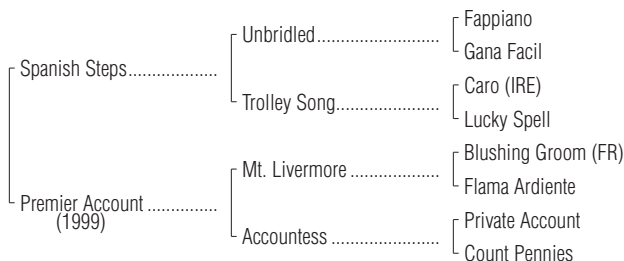 Fappiano
Unbridled..........................
Gana Facil
Spanish Steps...................
Caro (IRE)
Trolley Song......................
Lucky Spell
Blushing Groom (FR)
Mt. Livermore ...................
Flama Ardiente
Premier Account ...............
(1999)
Private Account
Accountess .......................
Count Pennies